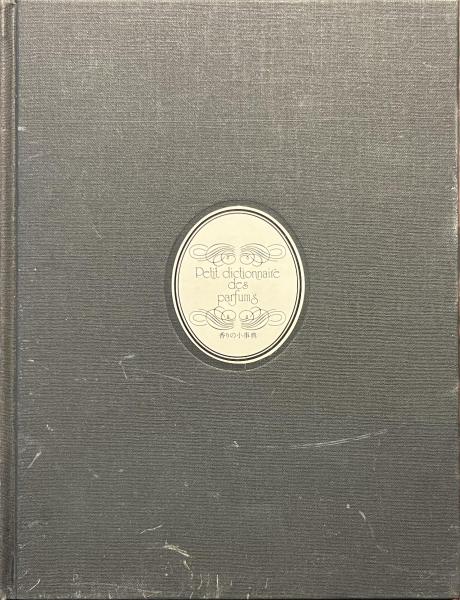 Petit dictionnaire
des
parfums
香りの小事典